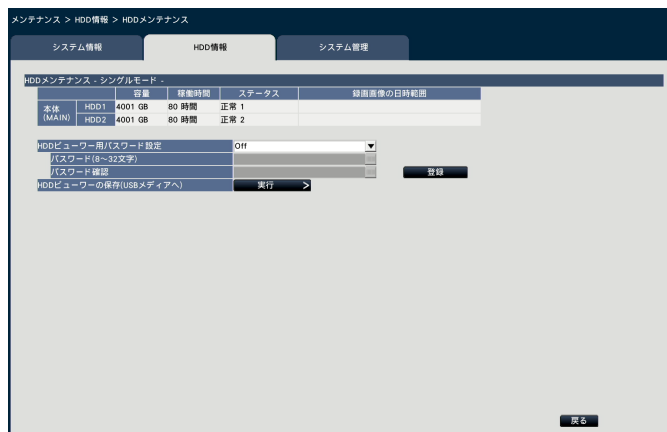 メンテナンス > HDD情報 > HDDメンテナンス
システム情報 HDD情報 システム管理
HDDメンテナンス - シングルモード -
容量 稼働時間 ステータス 録画画像の日時範囲
本体 (MAIN) HDD1 4001 GB 80 時間 正常 1
HDD2 4001 GB 80 時間 正常 2
HDDビューワー用パスワード設定 Off
パスワード(8～32文字)
パスワード確認 登録
HDDビューワーの保存(USBメディアへ) 実行 >
戻る